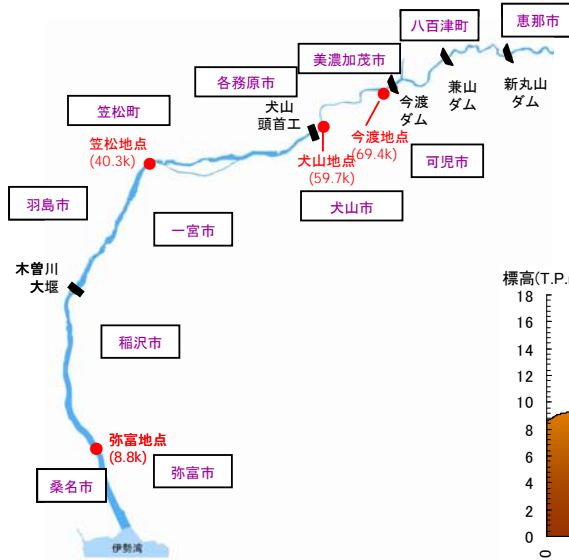 恵那市
八百津町
美濃加茂市
各務原市
笠松町
犬山
頭首工
今渡
ダム
兼山
ダム
新丸山
ダム
笠松地点
(40.3k)
犬山地点
(59.7k)
今渡地点
(69.4k)
可児市
羽島市
一宮市
犬山市
木曽川
大堰
稲沢市
弥富地点
(8.8k)
桑名市
弥富市
伊勢湾
標高(T.P.
18
16
14
12
10
8
6
4
2
0
0